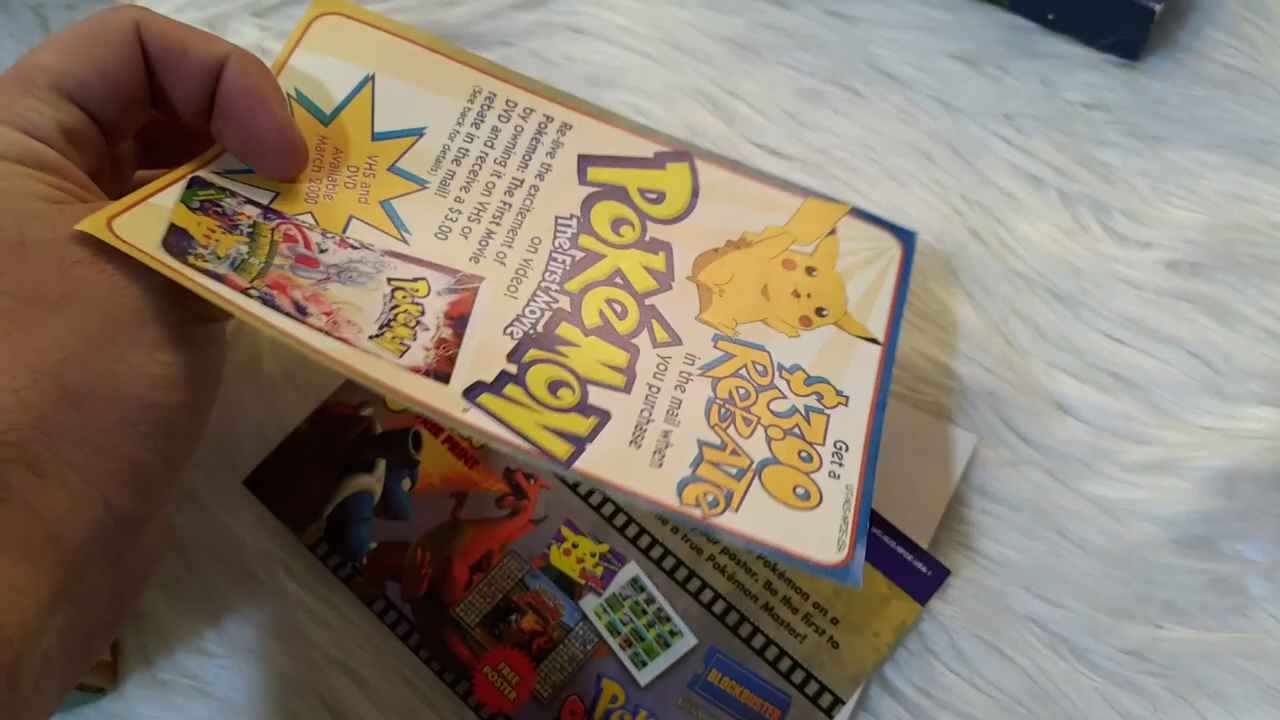 Get a
$3.00
REBATE
in the mail when
you purchase
POKéMON
The First Movie
on video!
Re-live the excitement of
Pokémon: The First Movie
by owning it on VHS or
DVD and receive a $3.00
rebate in the mail!
(See back for details)
VHS and
DVD
Available
March 2000
POKéMON
FREE PRINT
Pokémon on a
our poster. Be the first to
be a true Pokémon Master!
FREE
POSTER
BLOCKBUSTER